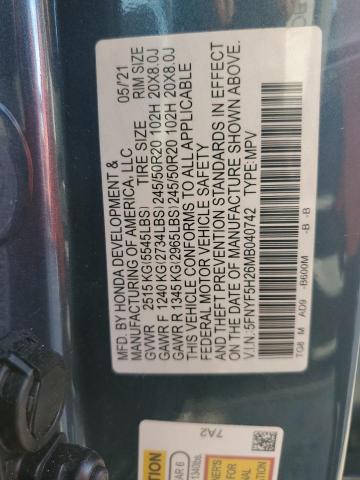 MFD. BY HONDA DEVELOPMENT & 05/21
MANUFACTURING OF AMERICA, LLC
TIRE SIZE RIM SIZE
GVWR 2515 KG(5545LBS)
GAWR F 1240 KG(2734LBS) 245/50R20 102H 20X8.0J
GAWR R 1345 KG(2965LBS) 245/50R20 102H 20X8.0J
THIS VEHICLE CONFORMS TO ALL APPLICABLE
FEDERAL MOTOR VEHICLE SAFETY
AND THEFT PREVENTION STANDARDS IN EFFECT
ON THE DATE OF MANUFACTURE SHOWN ABOVE.
V.I.N.:5FNYF5H26MB040742 TYPE:MPV
TG8 M AD9 -B600M -B -B
7A2